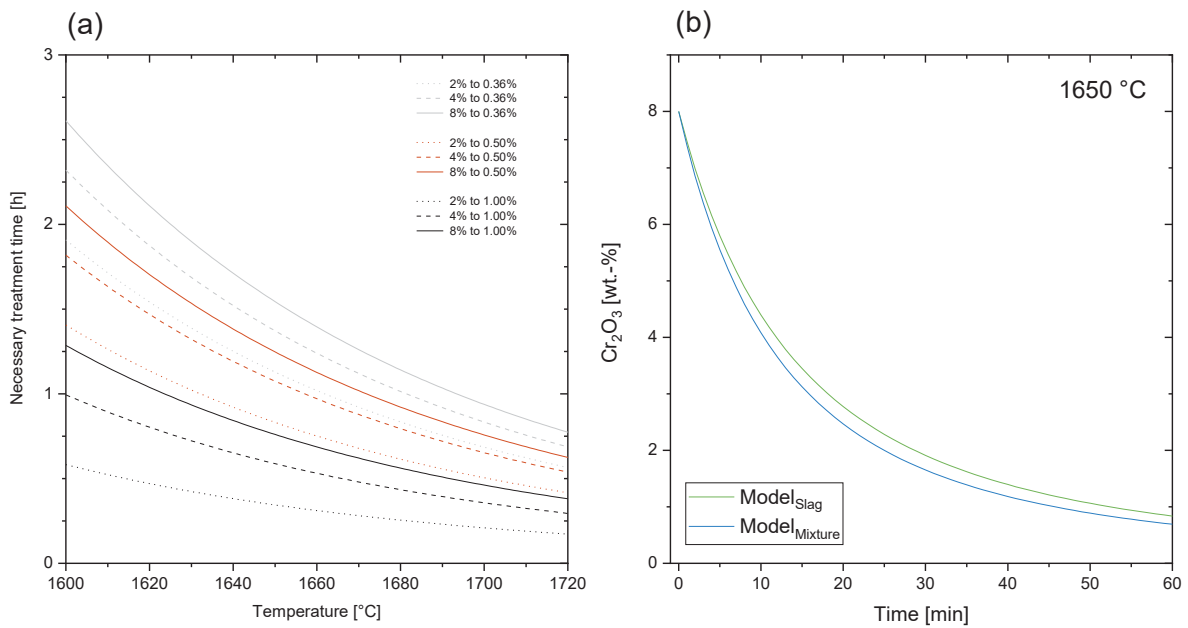 (a)
3
2
1
0
Necessary treatment time [h]
2% to 0.36%
4% to 0.36%
8% to 0.36%
2% to 0.50%
4% to 0.50%
8% to 0.50%
2% to 1.00%
4% to 1.00%
8% to 1.00%
1600 1620 1640 1660 1680 1700 1720
Temperature [°C]
(b)
1650 °C
8
6
4
2
0
Cr₂O₃ [wt.-%]
Model_Slag
Model_Mixture
0 10 20 30 40 50 60
Time [min]